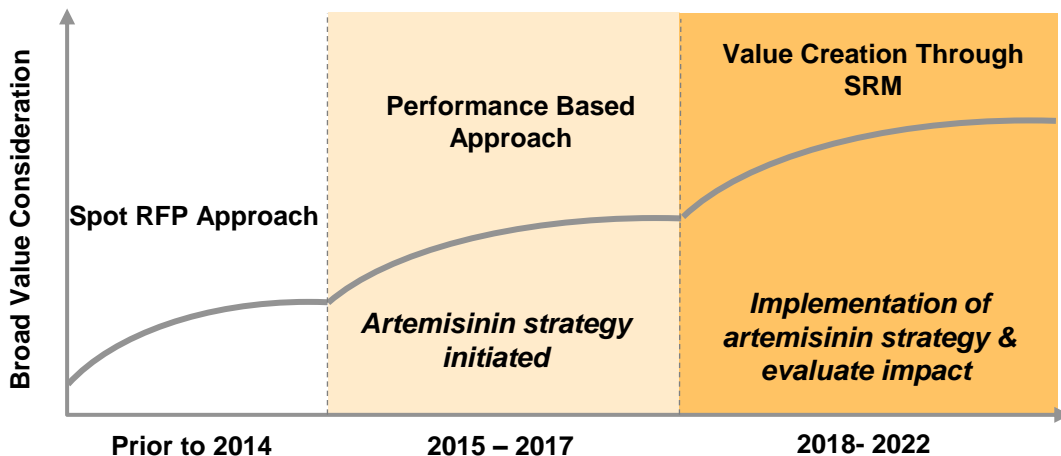 Broad Value Consideration
Spot RFP Approach
Performance Based
Approach
Artemisinin strategy
initiated
Value Creation Through
SRM
Implementation of
artemisinin strategy &
evaluate impact
Prior to 2014
2015 – 2017
2018- 2022